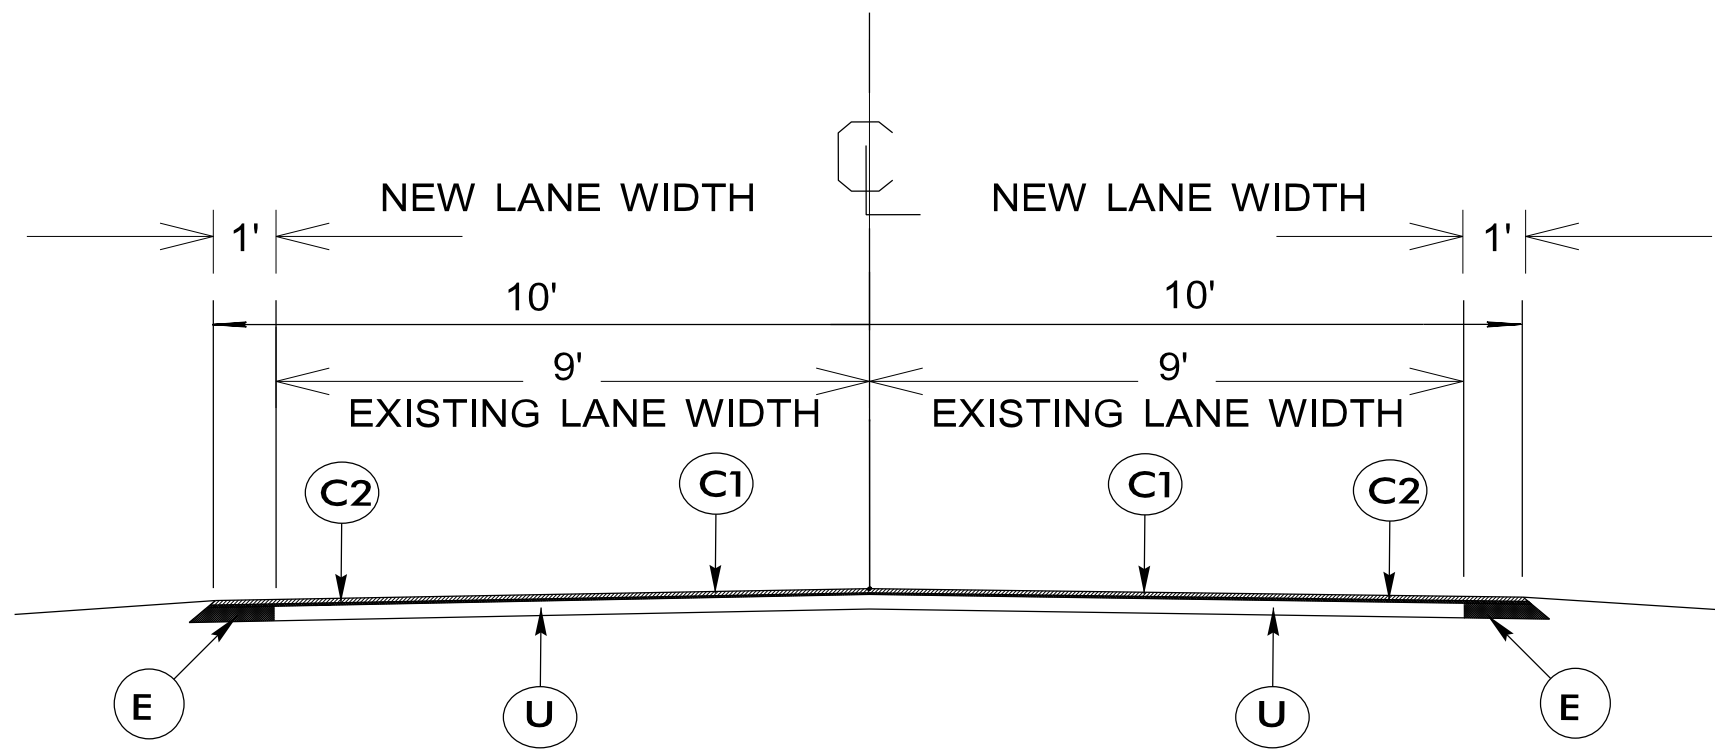 CL
NEW LANE WIDTH NEW LANE WIDTH
1' 1'
10' 10'
9' 9'
EXISTING LANE WIDTH EXISTING LANE WIDTH
C2 C1 C1 C2
E U U E